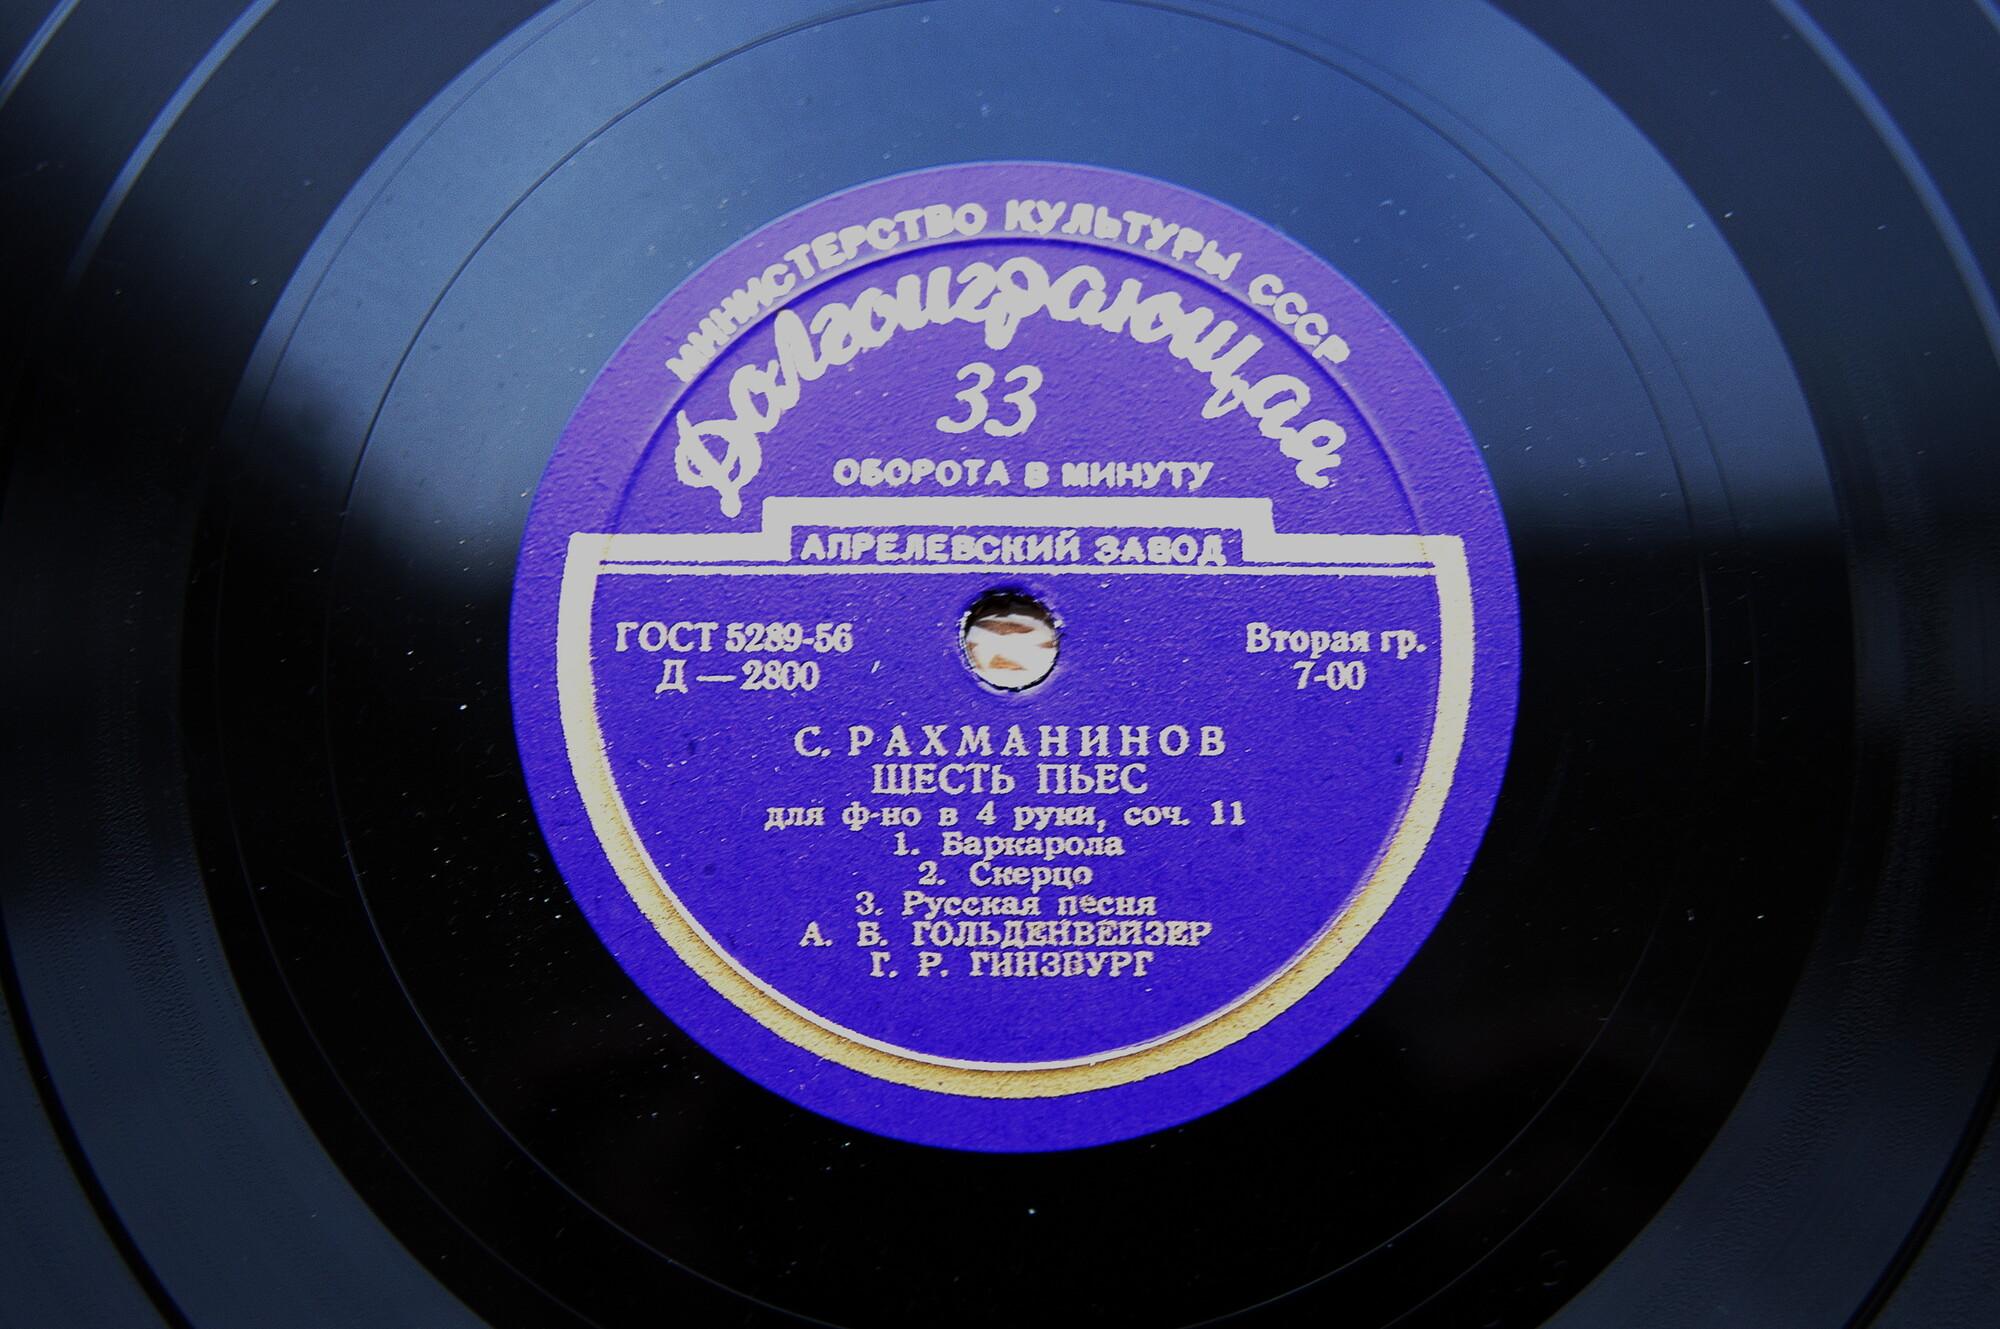 МИНИСТЕРСТВО КУЛЬТУРЫ СССР
Долгоиграющая
33
ОБОРОТА В МИНУТУ
АПРЕЛЕВСКИЙ ЗАВОД
ГОСТ 5289-56
Д — 2800
Вторая гр.
7-00
С. РАХМАНИНОВ
ШЕСТЬ ПЬЕС
для ф-но в 4 руки, соч. 11
1. Баркарола
2. Скерцо
3. Русская песня
А. Б. ГОЛЬДЕНВЕЙЗЕР
Г. Р. ГИНЗБУРГ